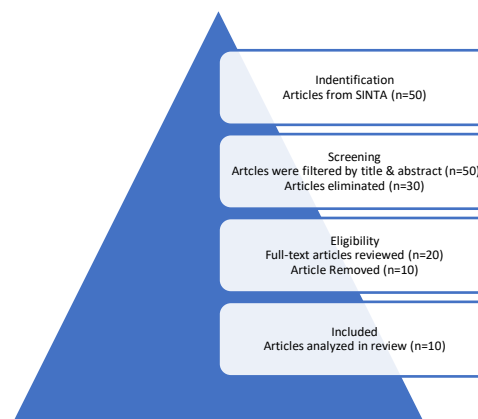 Indentification
Articles from SINTA (n=50)
Screening
Artcles were filtered by title & abstract (n=50)
Articles eliminated (n=30)
Eligibility
Full-text articles reviewed (n=20)
Article Removed (n=10)
Included
Articles analyzed in review (n=10)